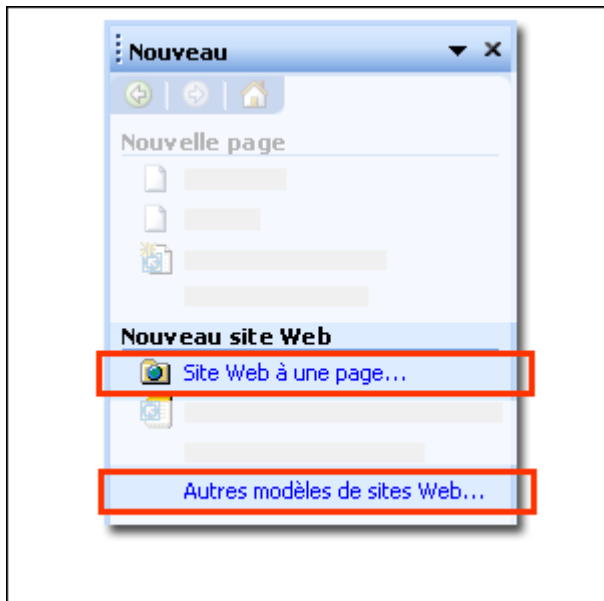 Nouveau
Nouvelle page
Nouveau site Web
Site Web à une page...
Autres modèles de sites Web...